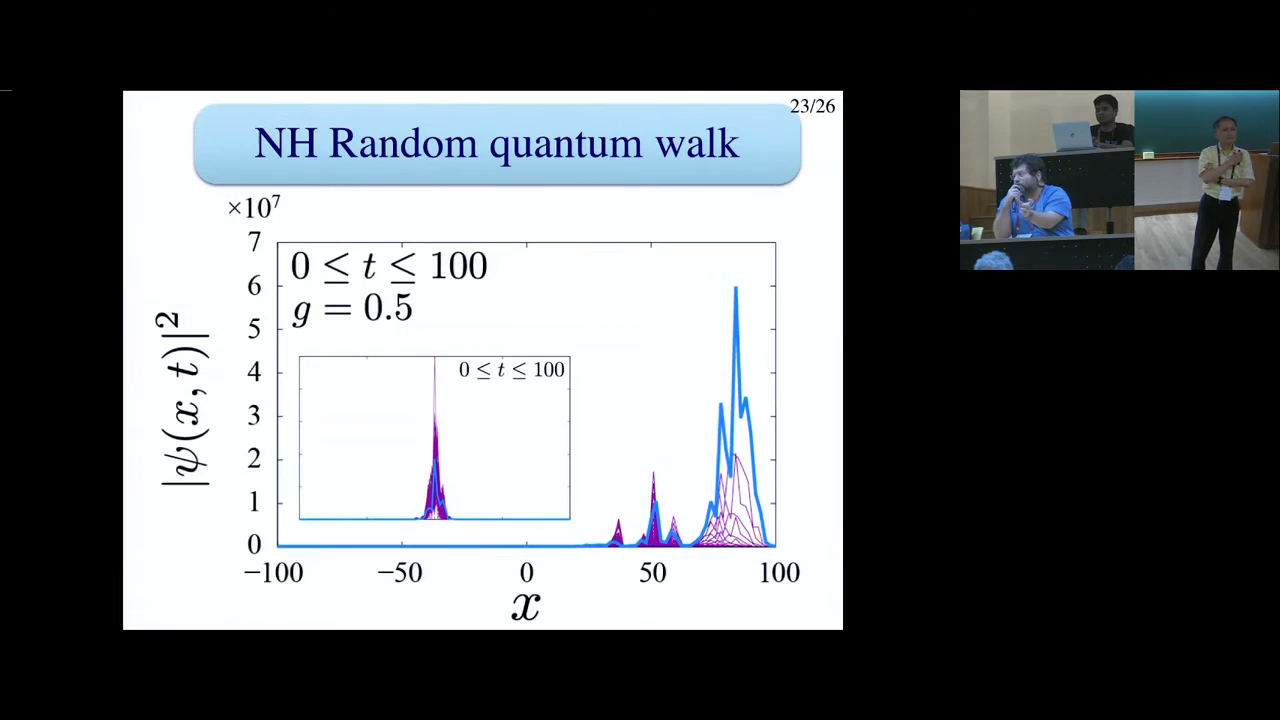 23/26
NH Random quantum walk
×10⁷
7
6
5
4
3
2
1
0
0 ≤ t ≤ 100
g = 0.5
0 ≤ t ≤ 100
|ψ(x, t)|²
−100
−50
0
50
100
x